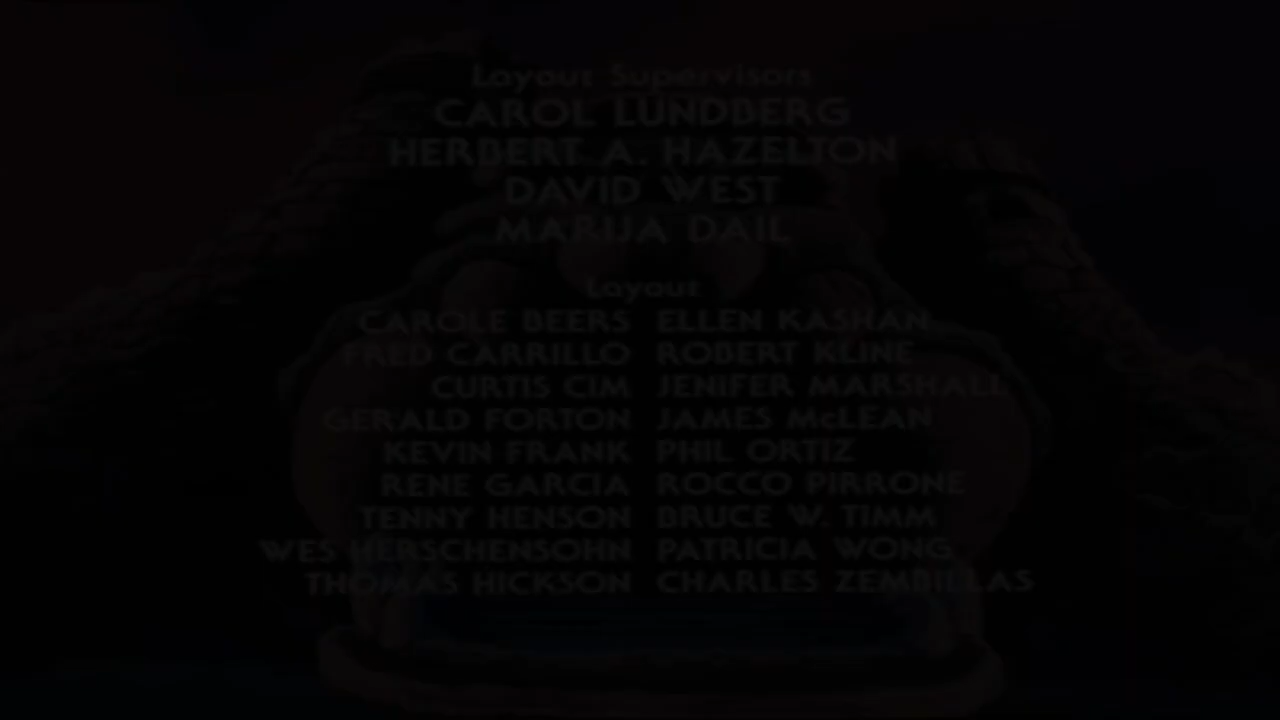 Layout Supervisors
CAROL LUNDBERG
HERBERT A. HAZELTON
DAVID WEST
MARIJA DAIL
Layout
CAROLE BEERS ELLEN KASHAN
FRED CARRILLO ROBERT KLINE
CURTIS CIM JENIFER MARSHALL
GERALD FORTON JAMES McLEAN
KEVIN FRANK PHIL ORTIZ
RENE GARCIA ROCCO PIRRONE
TENNY HENSON BRUCE W. TIMM
WES HERSCHENSOHN PATRICIA WONG
THOMAS HICKSON CHARLES ZEMBILLAS